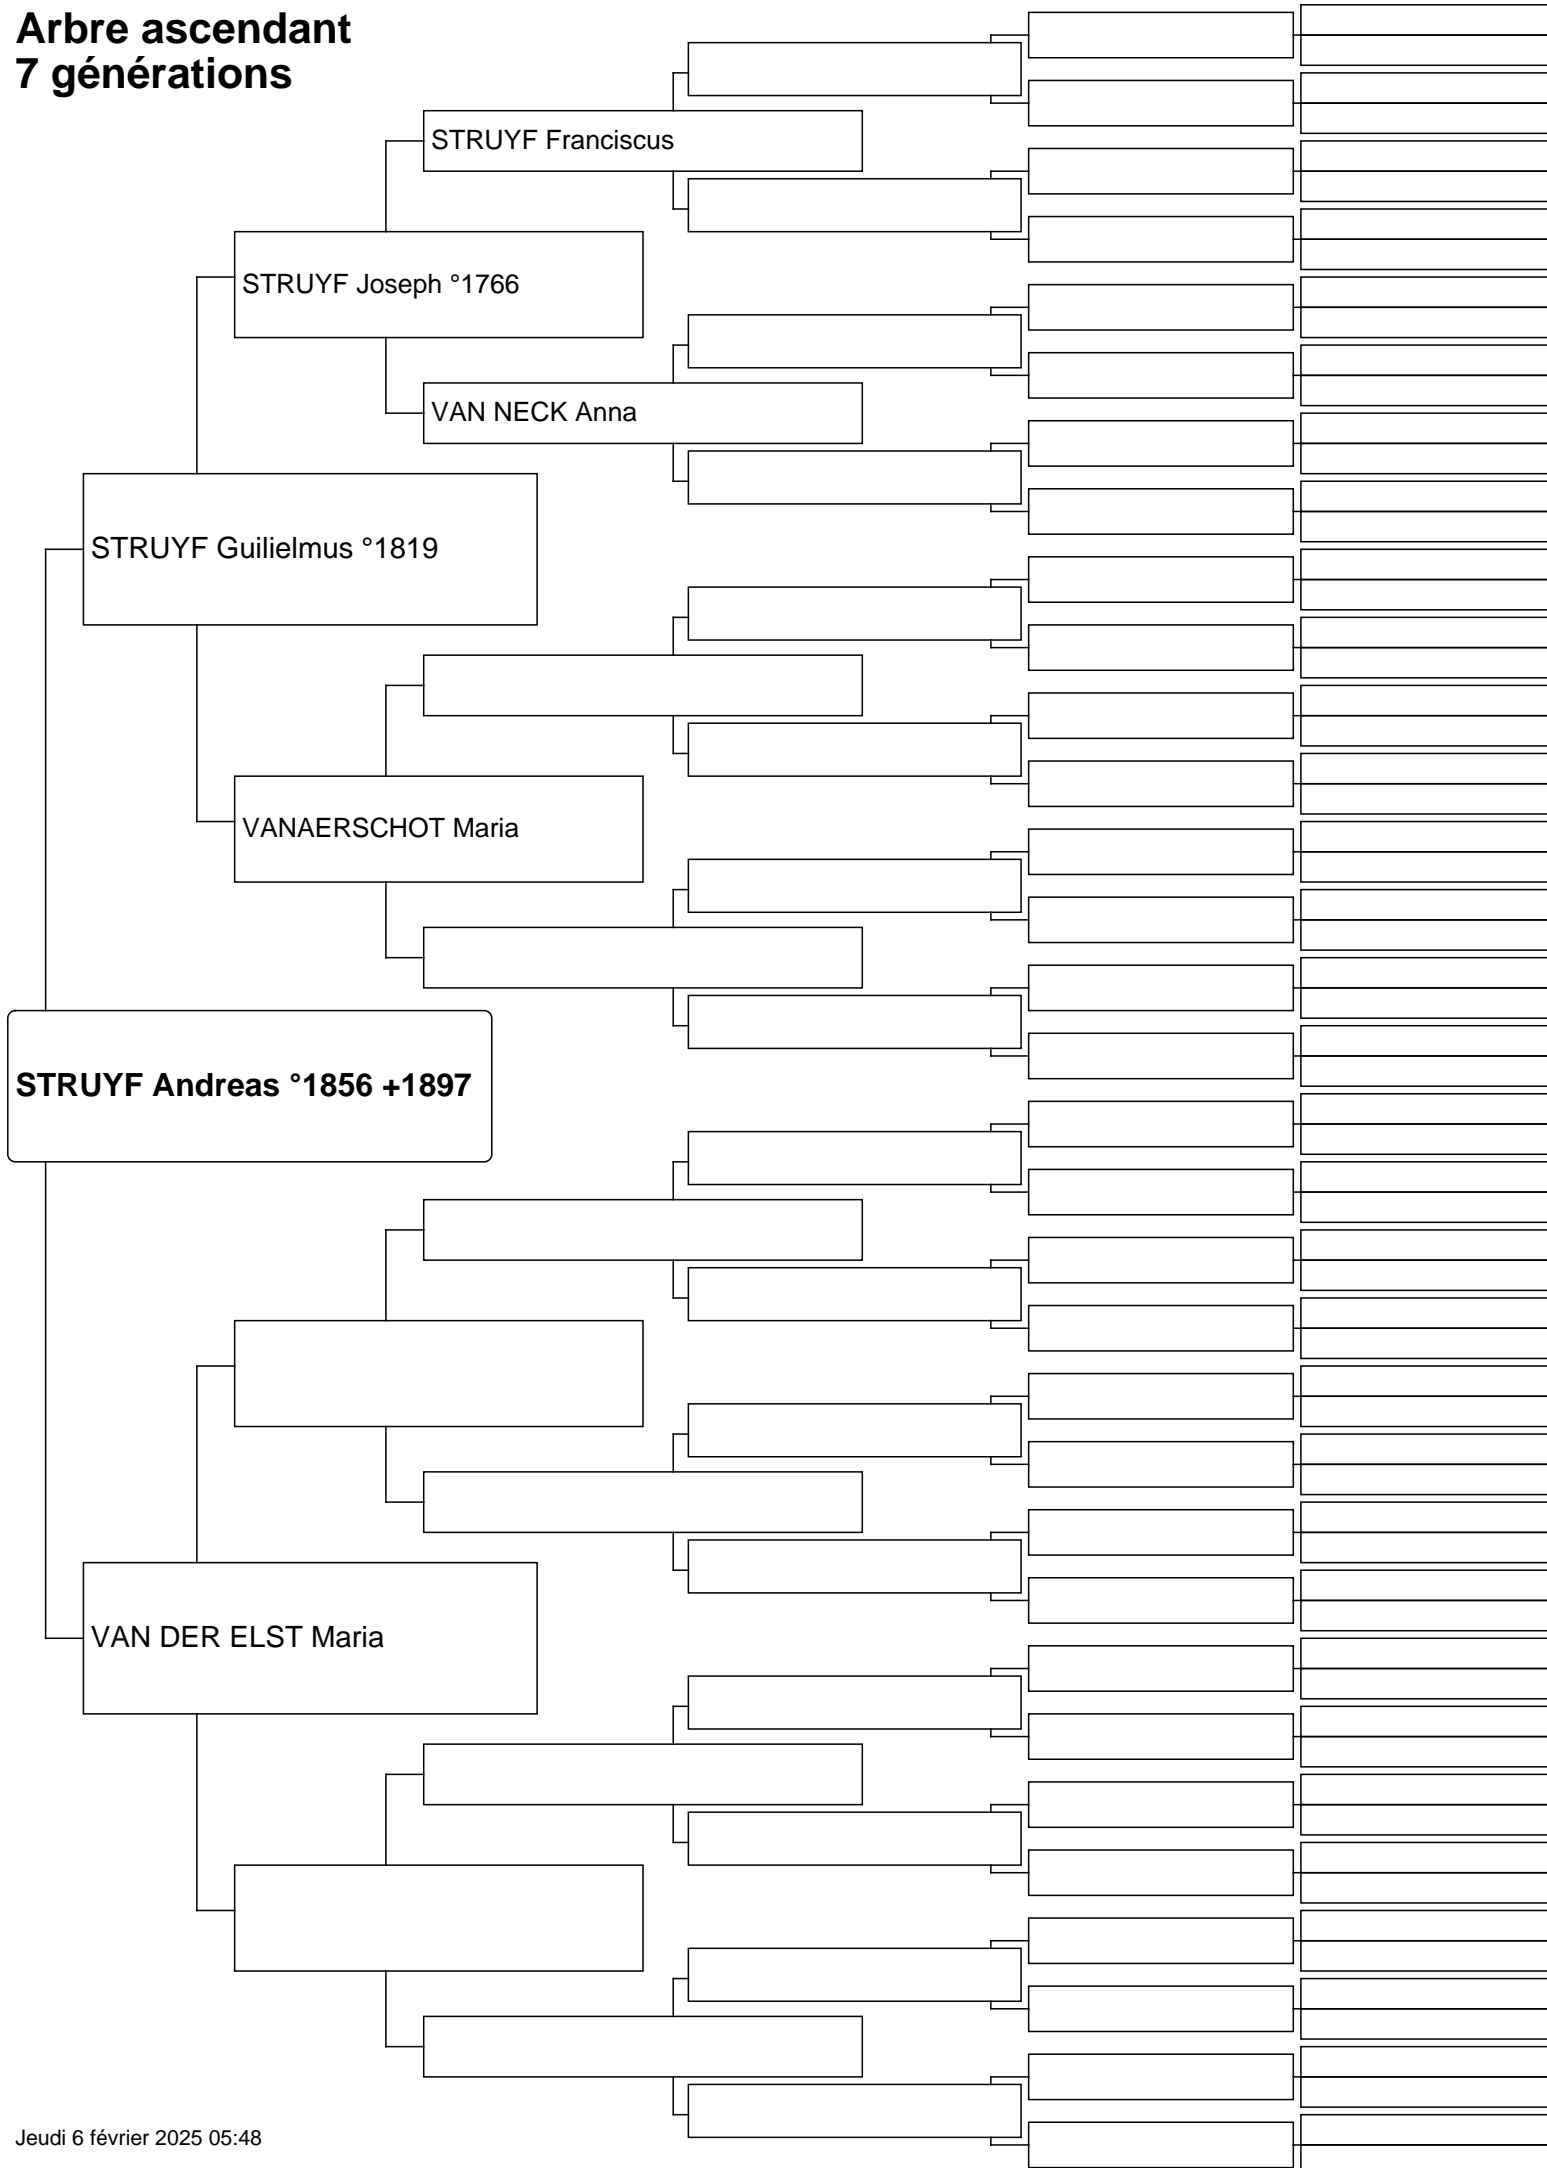 Arbre ascendant
7 générations
STRUYF Franciscus
STRUYF Joseph °1766
VAN NECK Anna
STRUYF Guilielmus °1819
VANAERSCHOT Maria
STRUYF Andreas °1856 +1897
VAN DER ELST Maria
Jeudi 6 février 2025 05:48